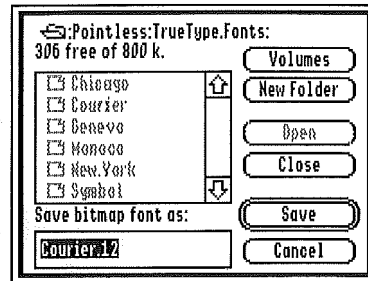 :Pointless:TrueType.Fonts:
306 free of 800 k.
Volumes
Chicago
New Folder
Courier
Geneva
Open
Monaco
Close
New.York
Symbol
Save bitmap font as:
Save
Courier.12
Cancel